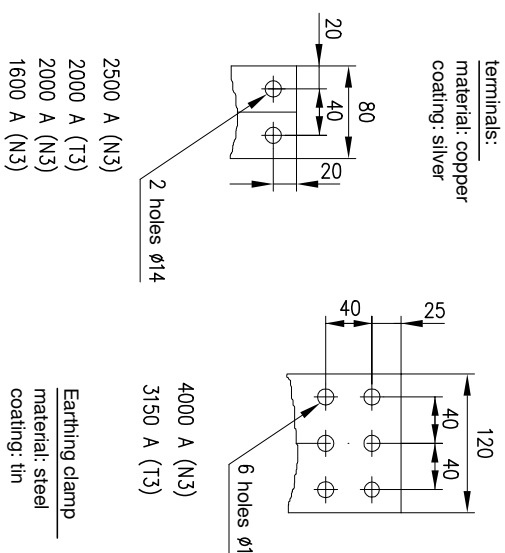 terminals:
material: copper
coating: silver
80
20
40
20
2 holes ø14
2500 A (N3)
2000 A (T3)
2000 A (N3)
1600 A (N3)
120
40
40
40
25
6 holes ø1
4000 A (N3)
3150 A (T3)
Earthing clamp
material: steel
coating: tin